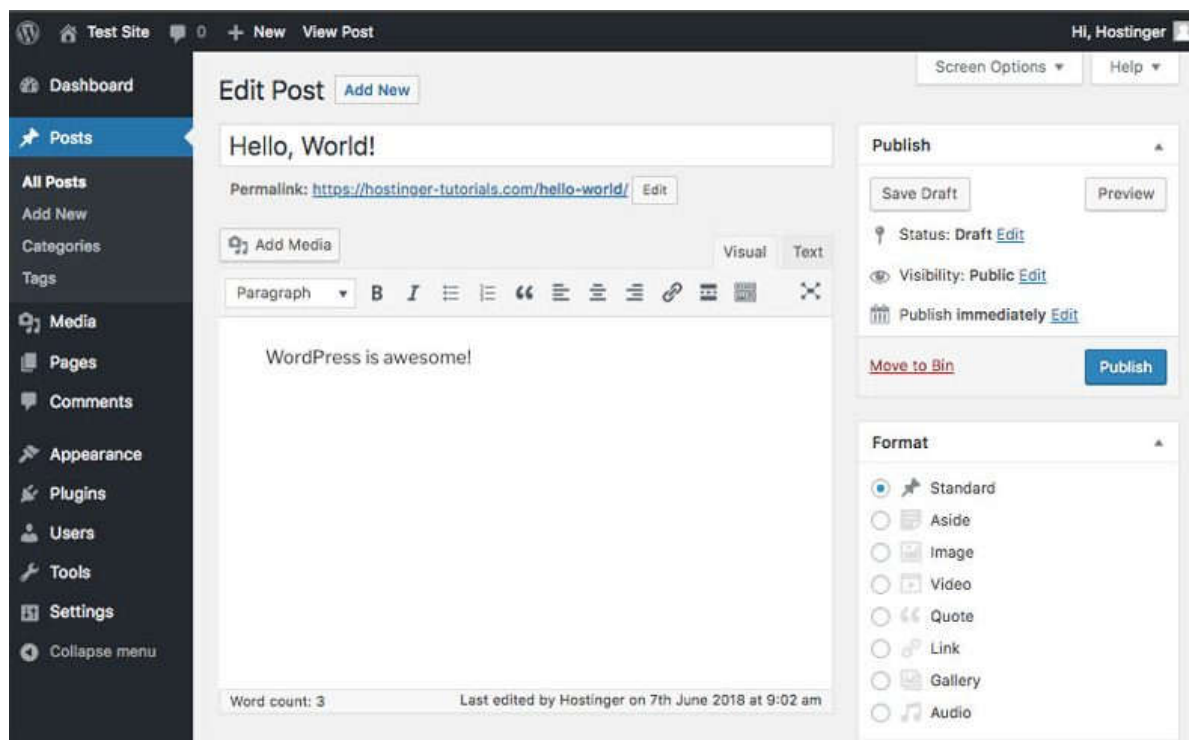 Test Site 0 + New View Post Hi, Hostinger
Screen Options Help
Dashboard
Posts
All Posts
Add New
Categories
Tags
Media
Pages
Comments
Appearance
Plugins
Users
Tools
Settings
Collapse menu
Edit Post Add New
Hello, World!
Permalink: https://hostinger-tutorials.com/hello-world/ Edit
Add Media Visual Text
Paragraph B I
WordPress is awesome!
Word count: 3 Last edited by Hostinger on 7th June 2018 at 9:02 am
Publish
Save Draft Preview
Status: Draft Edit
Visibility: Public Edit
Publish immediately Edit
Move to Bin Publish
Format
Standard
Aside
Image
Video
Quote
Link
Gallery
Audio